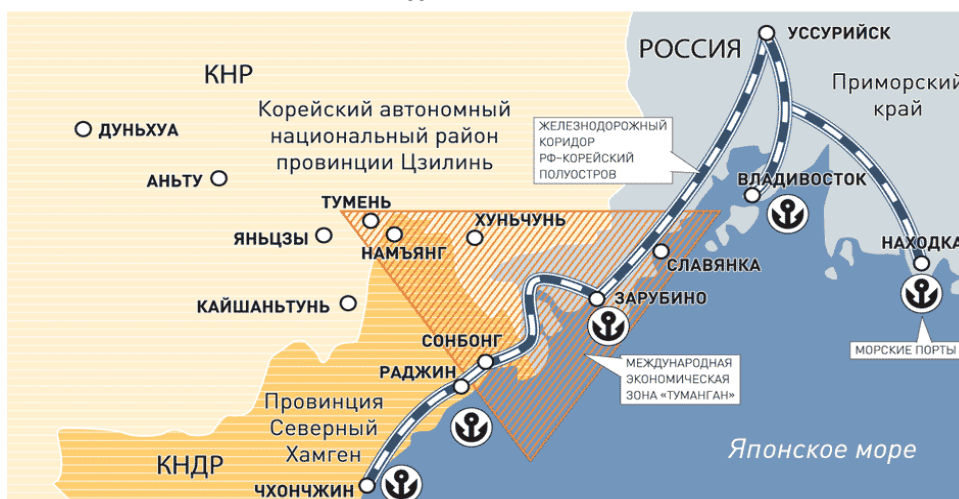 УССУРИЙСК
РОССИЯ
КНР
Приморский
край
Корейский автономный
национальный район
провинции Цзилинь
ДУНЬХУА
ЖЕЛЕЗНОДОРОЖНЫЙ
КОРИДОР
РФ–КОРЕЙСКИЙ
ПОЛУОСТРОВ
АНЬТУ
ВЛАДИВОСТОК
ТУМЕНЬ
ХУНЬЧУНЬ
ЯНЬЦЗЫ
НАМЪЯНГ
НАХОДКА
СЛАВЯНКА
КАЙШАНЬТУНЬ
ЗАРУБИНО
СОНБОНГ
МОРСКИЕ ПОРТЫ
РАДЖИН
МЕЖДУНАРОДНАЯ
ЭКОНОМИЧЕСКАЯ
ЗОНА «ТУМАНГАН»
Провинция
Северный
Хамген
Японское море
КНДР
ЧХОНЧЖИН